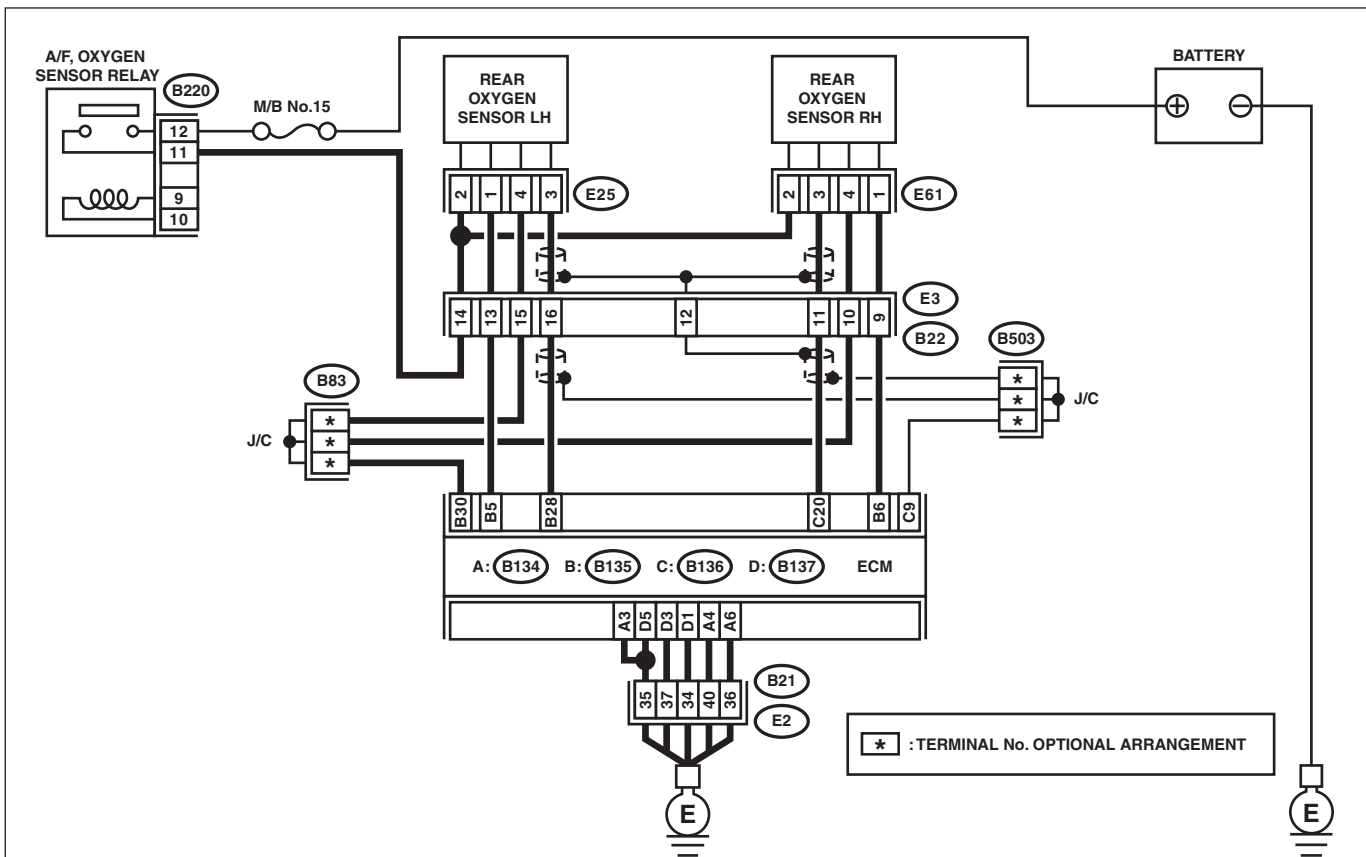 A/F, OXYGEN
SENSOR RELAY
B220
12
11
9
10
M/B No.15
REAR
OXYGEN
SENSOR LH
REAR
OXYGEN
SENSOR RH
BATTERY
2 1 4 3
E25
2 3 4 1
E61
14 13 15 16 12 11 10 9
E3
B22
B83
*
*
*
J/C
B503
*
*
*
J/C
B30 B5 B28 C20 B6 C9
A: B134 B: B135 C: B136 D: B137 ECM
A3 D5 D3 D1 A4 A6
35 37 34 40 36
B21
E2
E
* : TERMINAL No. OPTIONAL ARRANGEMENT
E